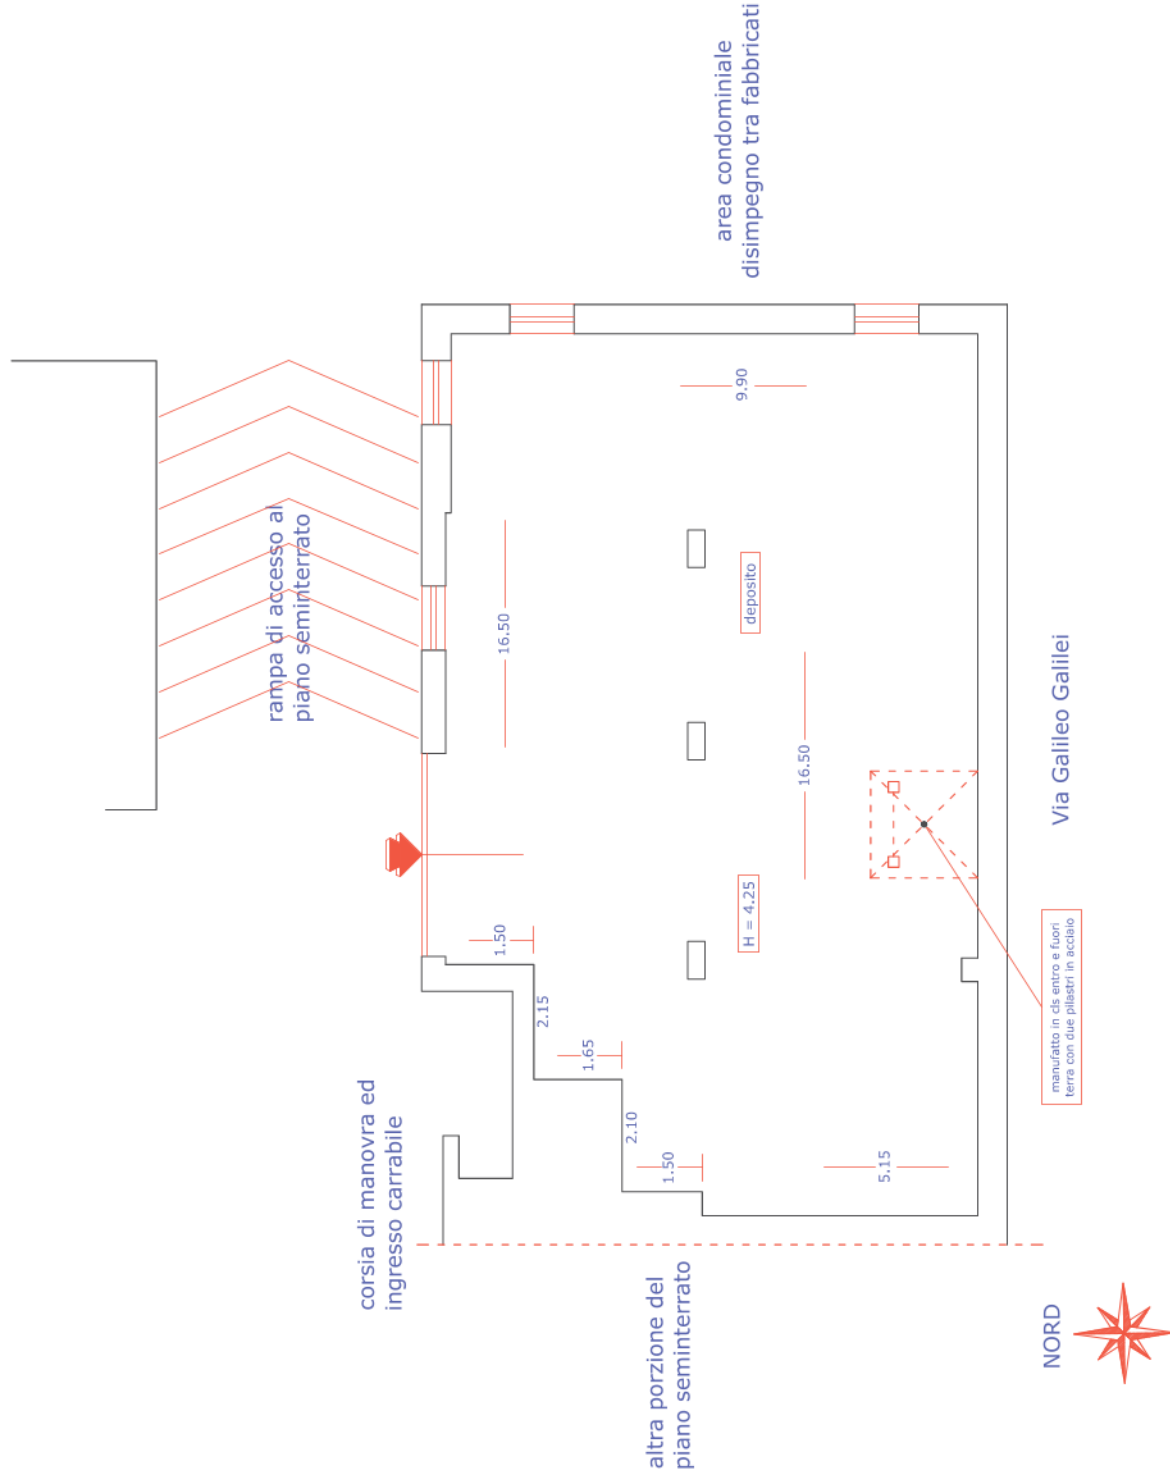 area condominiale
disimpegno tra fabbricati
rampa di accesso al
piano seminterrato
9.90
16.50
deposito
16.50
Via Galileo Galilei
H = 4.25
1.50
2.15
1.65
2.10
1.50
5.15
manufatto in cls entro e fuori
terra con due pilastri in acciaio
corsia di manovra ed
ingresso carrabile
altra porzione del
piano seminterrato
NORD